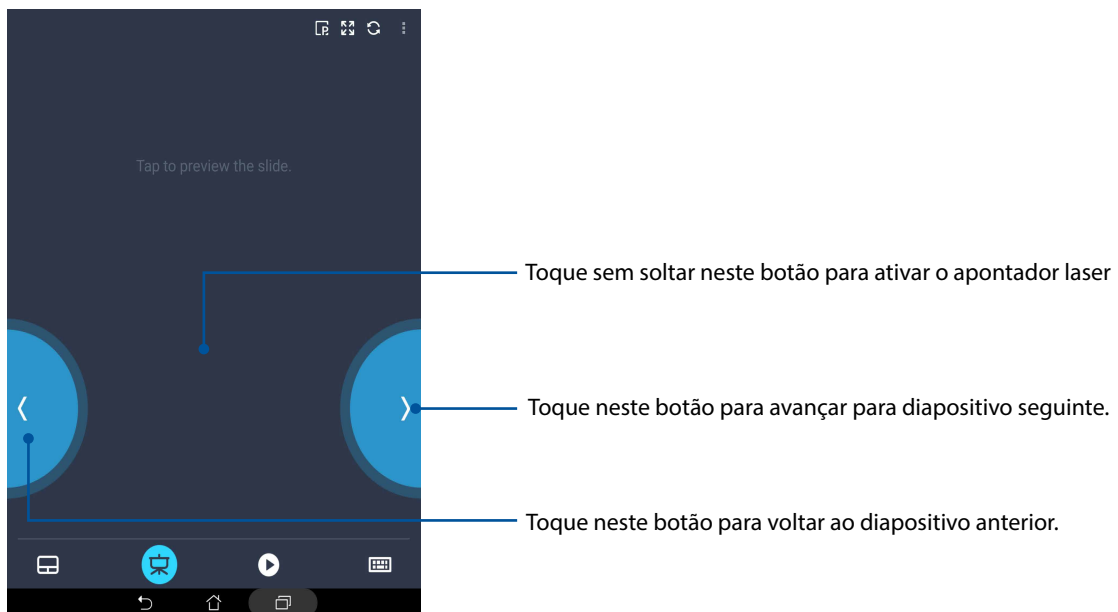 Tap to preview the slide.
Toque sem soltar neste botão para ativar o apontador laser
Toque neste botão para avançar para diapositivo seguinte.
Toque neste botão para voltar ao diapositivo anterior.